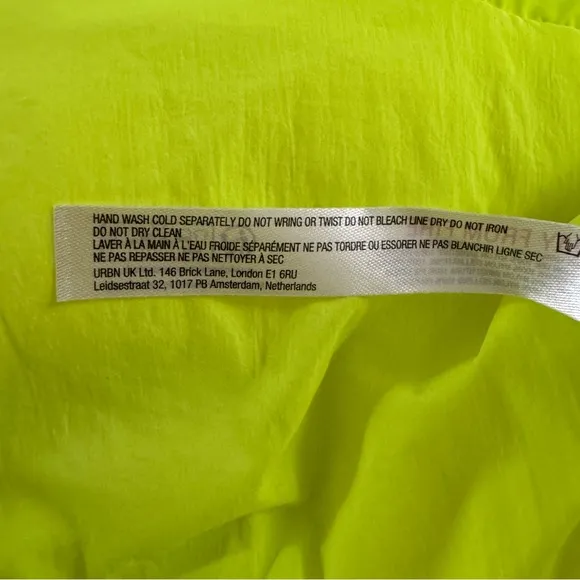 HAND WASH COLD SEPARATELY DO NOT WRING OR TWIST DO NOT BLEACH LINE DRY DO NOT IRON
DO NOT DRY CLEAN
LAVER À LA MAIN À L'EAU FROIDE SÉPARÉMENT NE PAS TORDRE OU ESSORER NE PAS BLANCHIR LIGNE SEC
NE PAS REPASSER NE PAS NETTOYER À SEC
URBN UK Ltd. 146 Brick Lane, London E1 6RU
Leidsestraat 32, 1017 PB Amsterdam, Netherlands